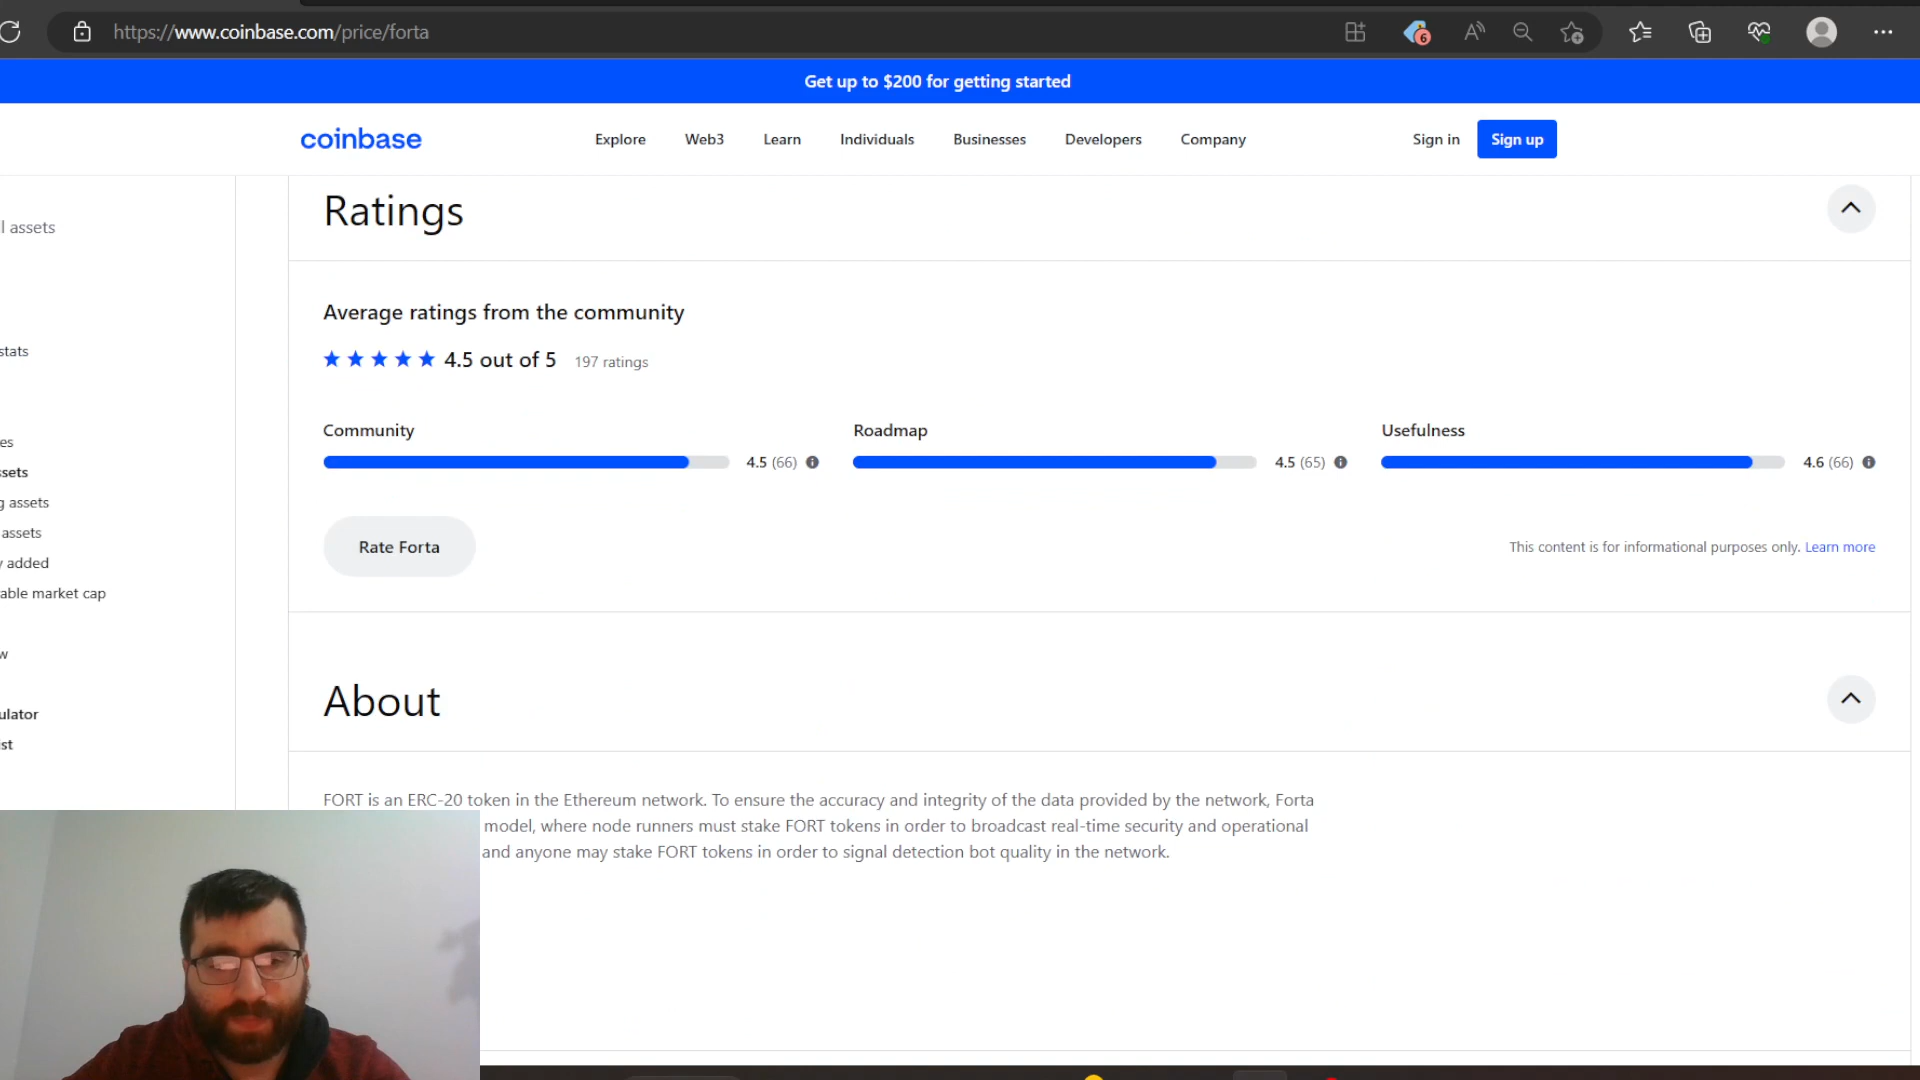 https://www.coinbase.com/price/forta
6
Get up to $200 for getting started
coinbase
Explore
Web3
Learn
Individuals
Businesses
Developers
Company
Sign in
Sign up
l assets
stats
es
ssets
g assets
assets
y added
able market cap
w
ulator
ist
Ratings
Average ratings from the community
4.5 out of 5 197 ratings
Community
4.5 (66)
Roadmap
4.5 (65)
Usefulness
4.6 (66)
Rate Forta
This content is for informational purposes only. Learn more
About
FORT is an ERC-20 token in the Ethereum network. To ensure the accuracy and integrity of the data provided by the network, Forta
model, where node runners must stake FORT tokens in order to broadcast real-time security and operational
and anyone may stake FORT tokens in order to signal detection bot quality in the network.